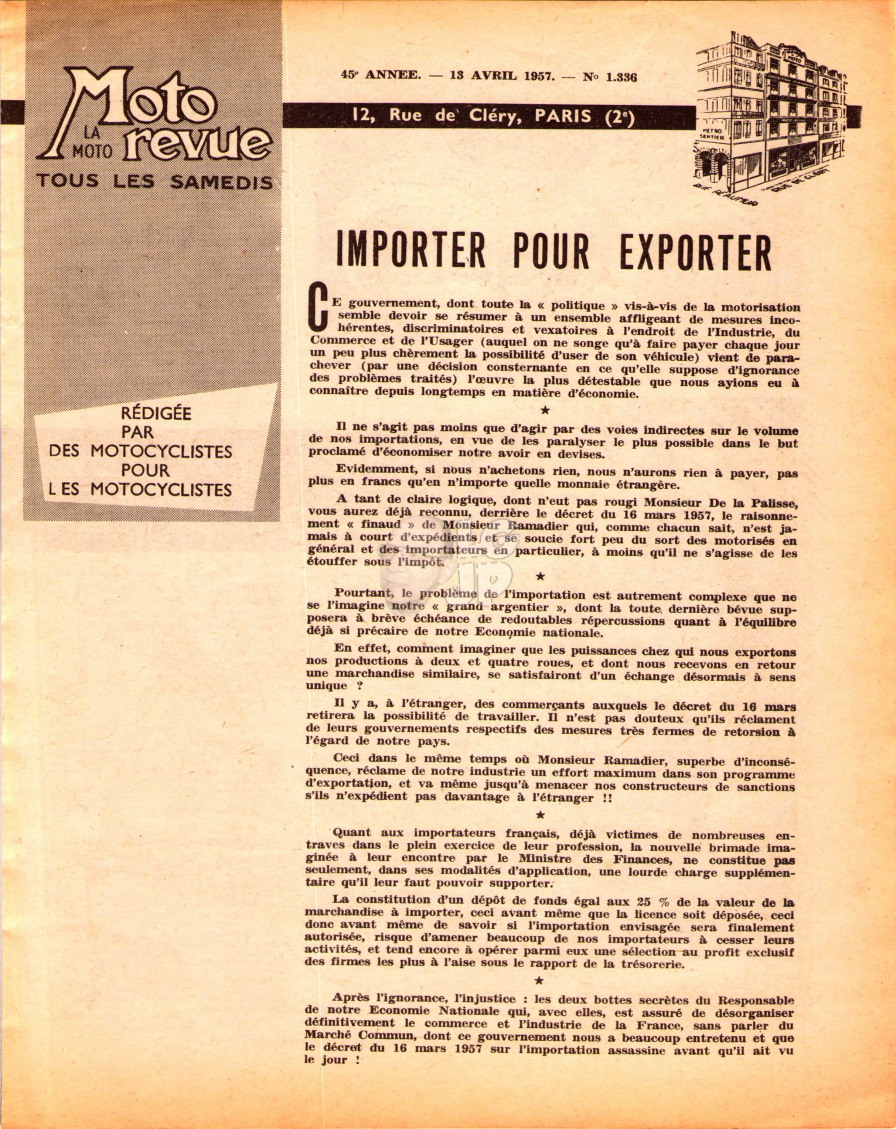 Moto
LA
MOTO
revue
TOUS LES SAMEDIS
45e ANNEE. — 13 AVRIL 1957. — No 1.336
12, Rue de Cléry, PARIS (2e)
MOTO
METRO
SENTIER
RUE REAUMUR
RUE DE CLERY
RÉDIGÉE
PAR
DES MOTOCYCLISTES
POUR
LES MOTOCYCLISTES
IMPORTER POUR EXPORTER
CE gouvernement, dont toute la « politique » vis-à-vis de la motorisation
semble devoir se résumer à un ensemble affligeant de mesures inco-
hérentes, discriminatoires et vexatoires à l'endroit de l'Industrie, du
Commerce et de l'Usager (auquel on ne songe qu'à faire payer chaque jour
un peu plus chèrement la possibilité d'user de son véhicule) vient de para-
chever (par une décision consternante en ce qu'elle suppose d'ignorance
des problèmes traités) l'œuvre la plus détestable que nous ayions eu à
connaître depuis longtemps en matière d'économie.
★
Il ne s'agit pas moins que d'agir par des voies indirectes sur le volume
de nos importations, en vue de les paralyser le plus possible dans le but
proclamé d'économiser notre avoir en devises.
Evidemment, si nous n'achetons rien, nous n'aurons rien à payer, pas
plus en francs qu'en n'importe quelle monnaie étrangère.
A tant de claire logique, dont n'eut pas rougi Monsieur De la Palisse,
vous aurez déjà reconnu, derrière le décret du 16 mars 1957, le raisonne-
ment « finaud » de Monsieur Ramadier qui, comme chacun sait, n'est ja-
mais à court d'expédients et se soucie fort peu du sort des motorisés en
général et des importateurs en particulier, à moins qu'il ne s'agisse de les
étouffer sous l'impôt.
★
Pourtant, le problème de l'importation est autrement complexe que ne
se l'imagine notre « grand argentier », dont la toute dernière bévue sup-
posera à brève échéance de redoutables répercussions quant à l'équilibre
déjà si précaire de notre Economie nationale.
En effet, comment imaginer que les puissances chez qui nous exportons
nos productions à deux et quatre roues, et dont nous recevons en retour
une marchandise similaire, se satisfairont d'un échange désormais à sens
unique ?
Il y a, à l'étranger, des commerçants auxquels le décret du 16 mars
retirera la possibilité de travailler. Il n'est pas douteux qu'ils réclament
de leurs gouvernements respectifs des mesures très fermes de retorsion à
l'égard de notre pays.
Ceci dans le même temps où Monsieur Ramadier, superbe d'inconsé-
quence, réclame de notre industrie un effort maximum dans son programme
d'exportation, et va même jusqu'à menacer nos constructeurs de sanctions
s'ils n'expédient pas davantage à l'étranger !!
★
Quant aux importateurs français, déjà victimes de nombreuses en-
traves dans le plein exercice de leur profession, la nouvelle brimade ima-
ginée à leur encontre par le Ministre des Finances, ne constitue pas
seulement, dans ses modalités d'application, une lourde charge supplémen-
taire qu'il leur faut pouvoir supporter.
La constitution d'un dépôt de fonds égal aux 25 % de la valeur de la
marchandise à importer, ceci avant même que la licence soit déposée, ceci
donc avant même de savoir si l'importation envisagée sera finalement
autorisée, risque d'amener beaucoup de nos importateurs à cesser leurs
activités, et tend encore à opérer parmi eux une sélection au profit exclusif
des firmes les plus à l'aise sous le rapport de la trésorerie.
★
Après l'ignorance, l'injustice : les deux bottes secrètes du Responsable
de notre Economie Nationale qui, avec elles, est assuré de désorganiser
définitivement le commerce et l'industrie de la France, sans parler du
Marché Commun, dont ce gouvernement nous a beaucoup entretenu et que
le décret du 16 mars 1957 sur l'importation assassine avant qu'il ait vu
le jour !